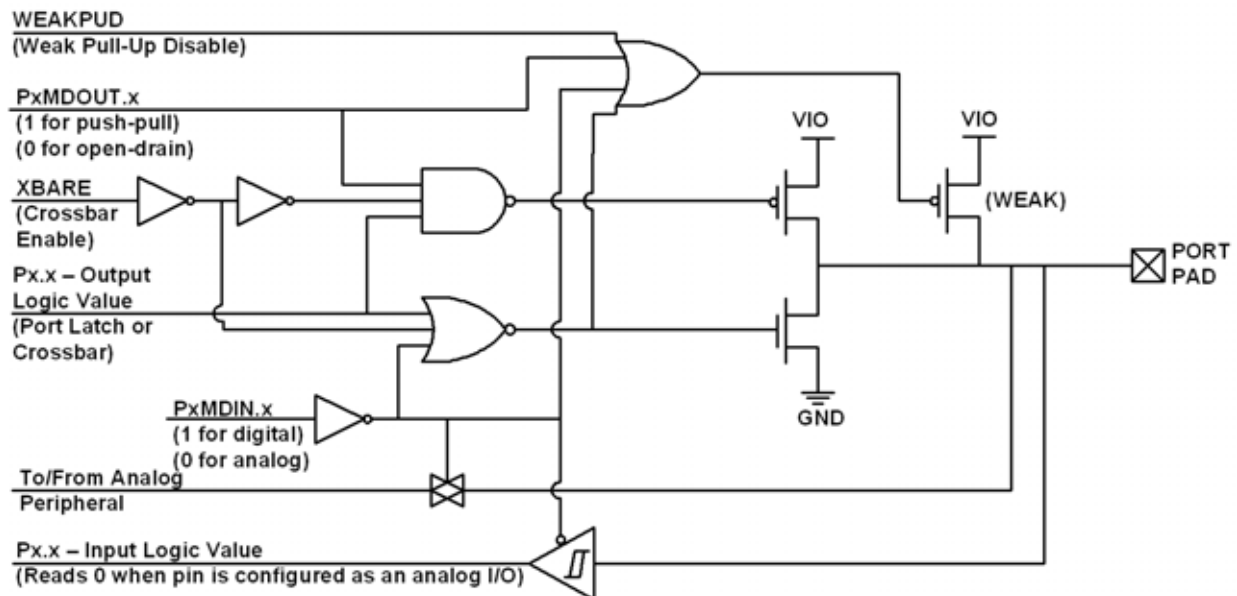 WEAKPUD
(Weak Pull-Up Disable)
PxMDOUT.x
(1 for push-pull)
(0 for open-drain)
XBARE
(Crossbar
Enable)
Px.x – Output
Logic Value
(Port Latch or
Crossbar)
PxMDIN.x
(1 for digital)
(0 for analog)
To/From Analog
Peripheral
Px.x – Input Logic Value
(Reads 0 when pin is configured as an analog I/O)
VIO
VIO
(WEAK)
GND
PORT
PAD